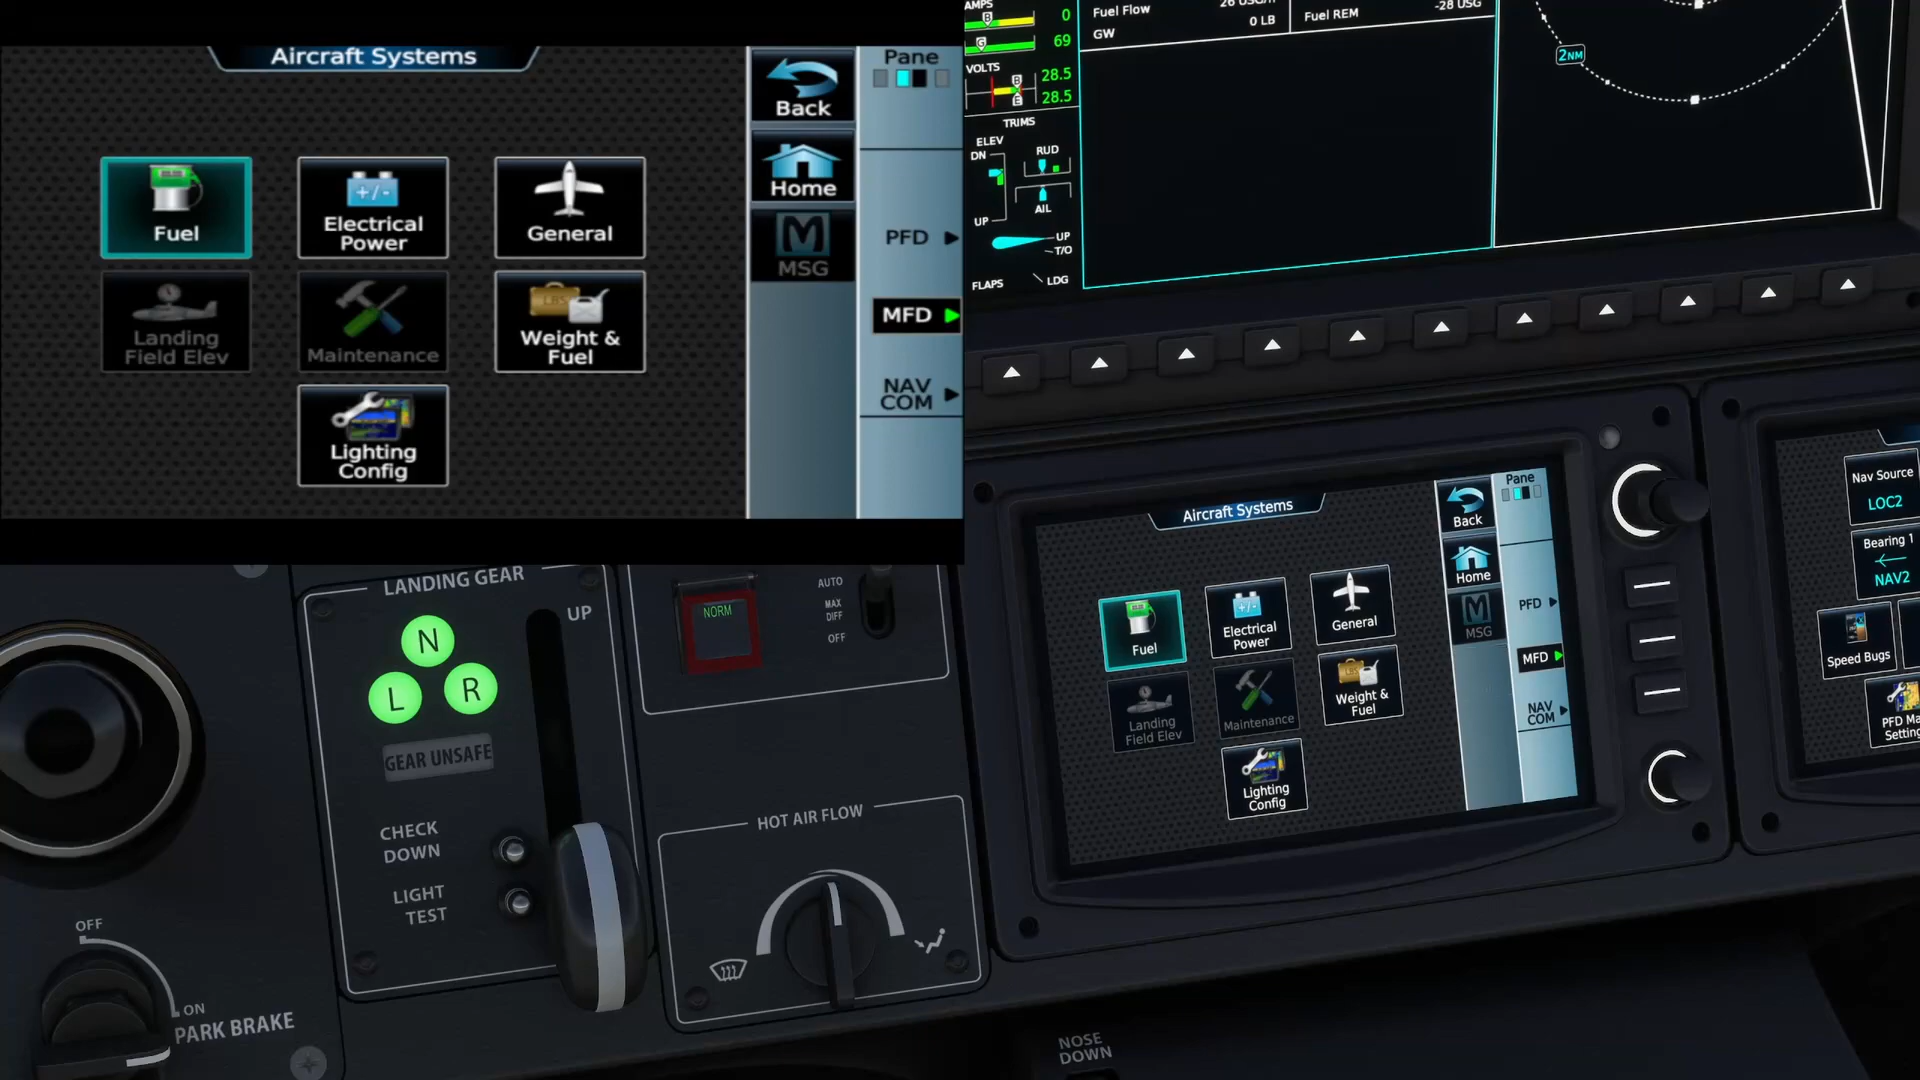 Aircraft Systems
Back
Home
MSG
Pane
PFD
MFD
NAV
COM
Fuel
Electrical
Power
General
Landing
Field Elev
Maintenance
LBS
Weight &
Fuel
Lighting
Config
AMPS
B
0
G
69
VOLTS
B
28.5
E
28.5
TRIMS
ELEV
DN
RUD
AIL
UP
UP
T/O
FLAPS
LDG
Fuel Flow
0 LB
Fuel REM
-28 USG
GW
2NM
LANDING GEAR
UP
N
L
R
GEAR UNSAFE
CHECK
DOWN
LIGHT
TEST
OFF
ON
PARK BRAKE
NORM
AUTO
MAX
DIFF
OFF
HOT AIR FLOW
Aircraft Systems
Back
Home
MSG
Pane
PFD
MFD
NAV
COM
Fuel
Electrical
Power
General
Landing
Field Elev
Maintenance
Weight &
Fuel
Lighting
Config
Nav Source
LOC2
Bearing 1
NAV2
Speed Bugs
PFD Ma
Setting
NOSE
DOWN